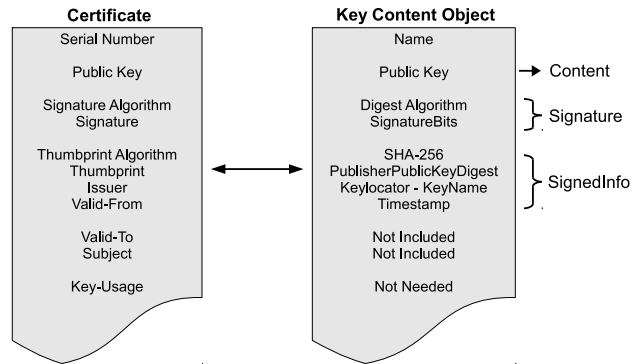 Certificate
Serial Number
Public Key
Signature Algorithm
Signature
Thumbprint Algorithm
Thumbprint
Issuer
Valid-From
Valid-To
Subject
Key-Usage
Key Content Object
Name
Public Key
Digest Algorithm
SignatureBits
SHA-256
PublisherPublicKeyDigest
Keylocator - KeyName
Timestamp
Not Included
Not Included
Not Needed
Content
Signature
SignedInfo